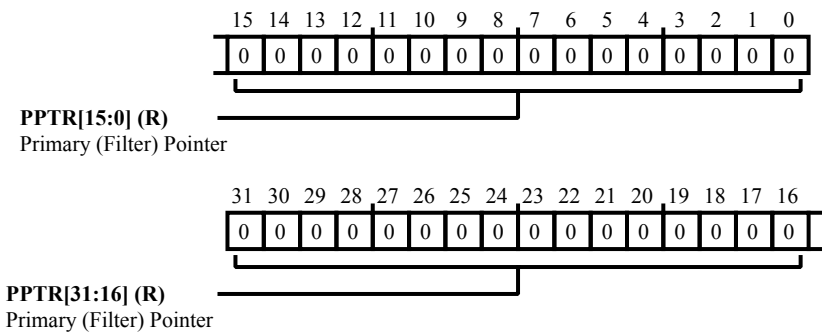 15 14 13 12 11 10 9 8 7 6 5 4 3 2 1 0
0 0 0 0 0 0 0 0 0 0 0 0 0 0 0 0
PPTR[15:0] (R)
Primary (Filter) Pointer
31 30 29 28 27 26 25 24 23 22 21 20 19 18 17 16
0 0 0 0 0 0 0 0 0 0 0 0 0 0 0 0
PPTR[31:16] (R)
Primary (Filter) Pointer